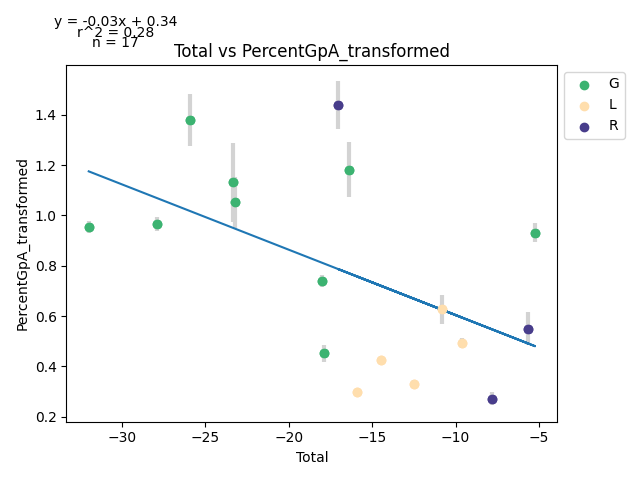 y = -0.03x + 0.34
r^2 = 0.28
n = 17
Total vs PercentGpA_transformed
G
L
R
1.4
1.2
1.0
0.8
0.6
0.4
0.2
PercentGpA_transformed
−30
−25
−20
−15
−10
−5
Total